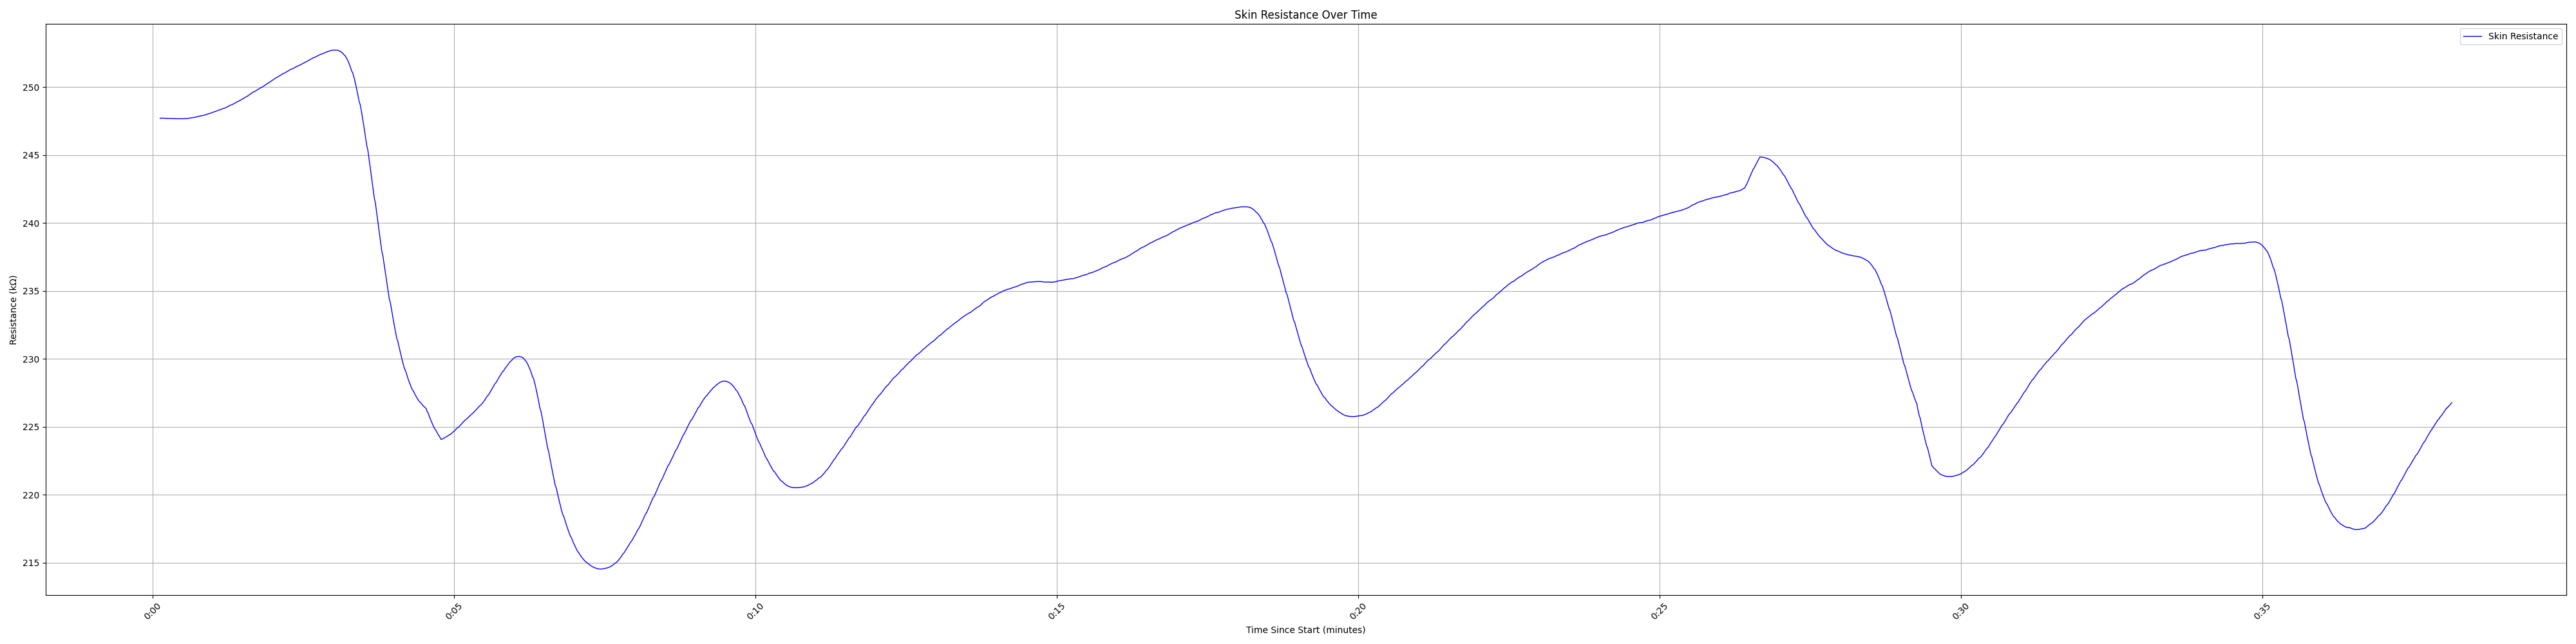 Skin Resistance Over Time
Skin Resistance
Resistance (kΩ)
250
245
240
235
230
225
220
215
0:00 0:05 0:10 0:15 0:20 0:25 0:30 0:35
Time Since Start (minutes)